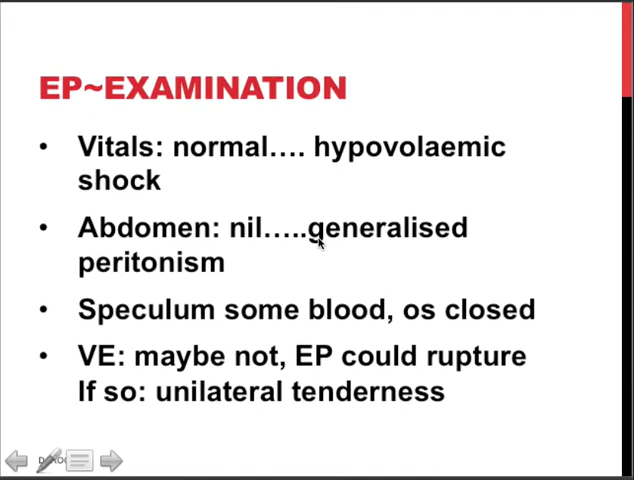 EP~EXAMINATION
• Vitals: normal…. hypovolaemic
shock
• Abdomen: nil…..generalised
peritonism
• Speculum some blood, os closed
• VE: maybe not, EP could rupture
If so: unilateral tenderness